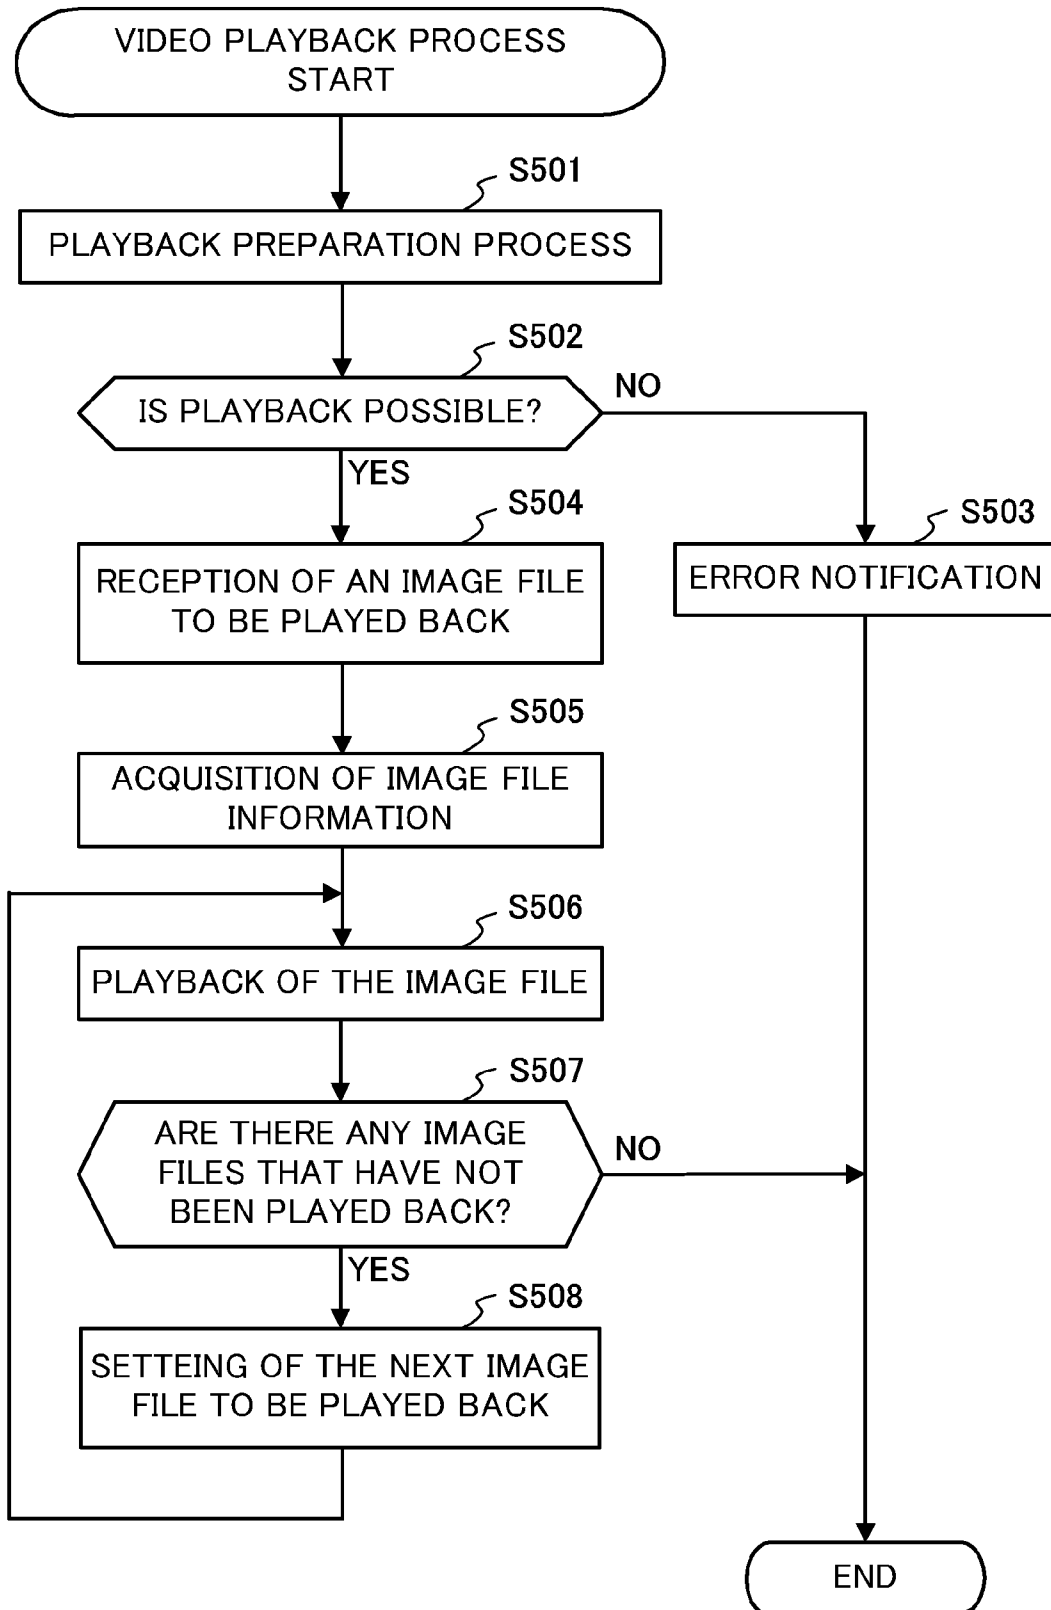 VIDEO PLAYBACK PROCESS
START
S501
PLAYBACK PREPARATION PROCESS
S502
IS PLAYBACK POSSIBLE?
NO
YES
S504
RECEPTION OF AN IMAGE FILE
TO BE PLAYED BACK
S503
ERROR NOTIFICATION
S505
ACQUISITION OF IMAGE FILE
INFORMATION
S506
PLAYBACK OF THE IMAGE FILE
S507
ARE THERE ANY IMAGE
FILES THAT HAVE NOT
BEEN PLAYED BACK?
NO
YES
S508
SETTEING OF THE NEXT IMAGE
FILE TO BE PLAYED BACK
END